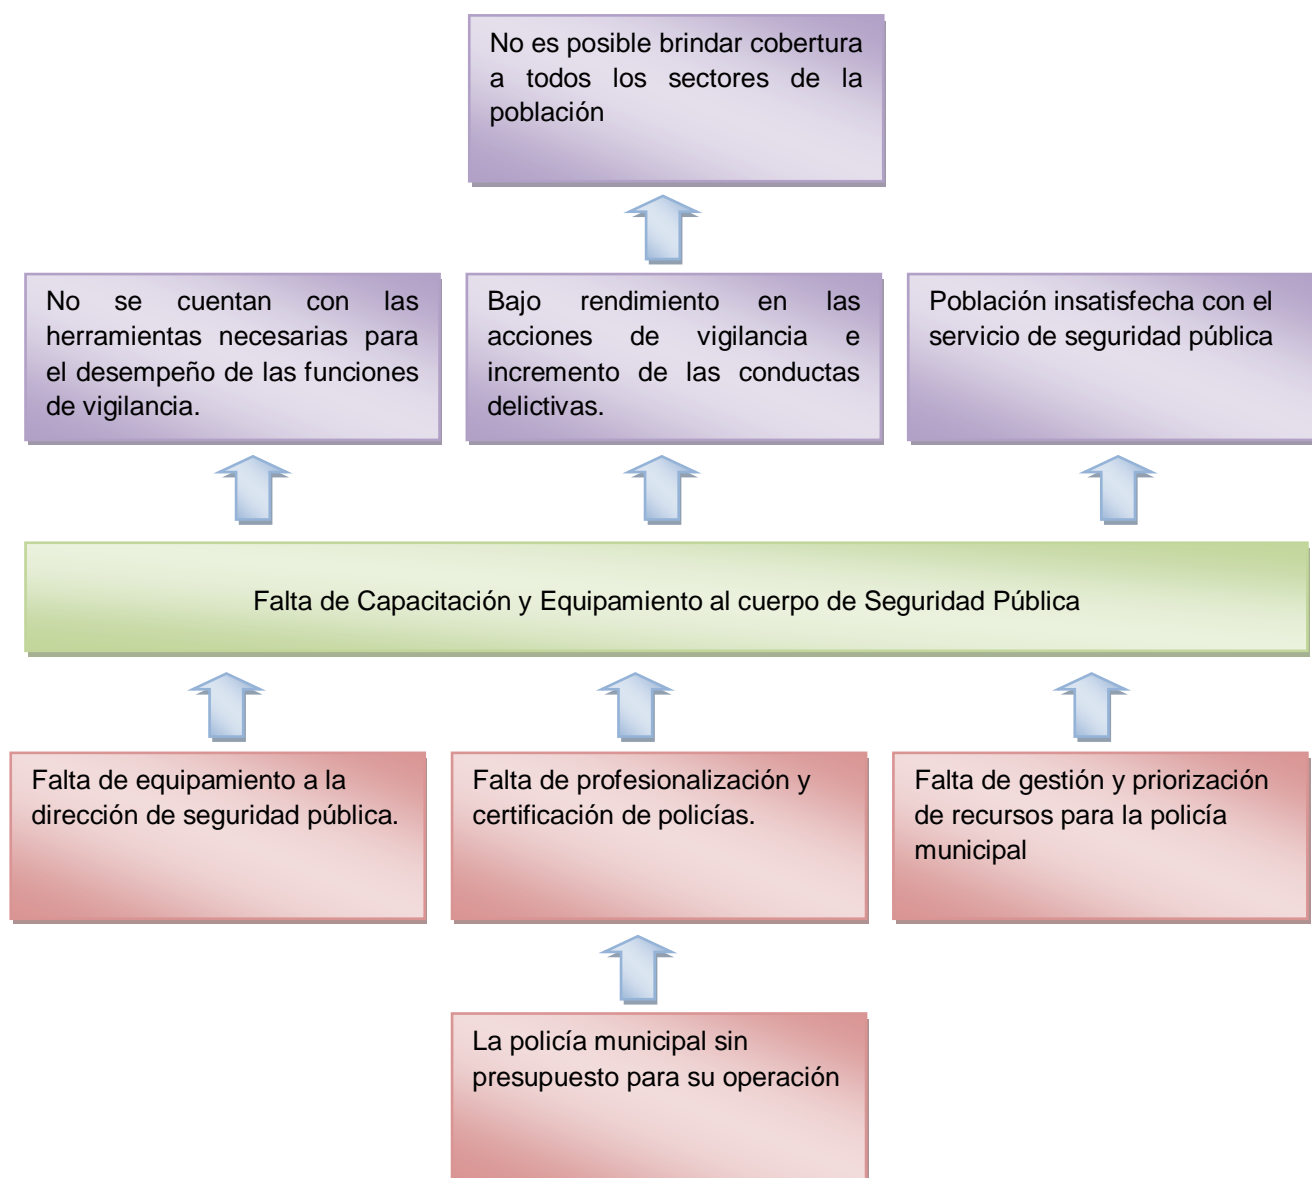 No es posible brindar cobertura
a todos los sectores de la
población
No se cuentan con las
herramientas necesarias para
el desempeño de las funciones
de vigilancia.
Bajo rendimiento en las
acciones de vigilancia e
incremento de las conductas
delictivas.
Población insatisfecha con el
servicio de seguridad pública
Falta de Capacitación y Equipamiento al cuerpo de Seguridad Pública
Falta de equipamiento a la
dirección de seguridad pública.
Falta de profesionalización y
certificación de policías.
Falta de gestión y priorización
de recursos para la policía
municipal
La policía municipal sin
presupuesto para su operación